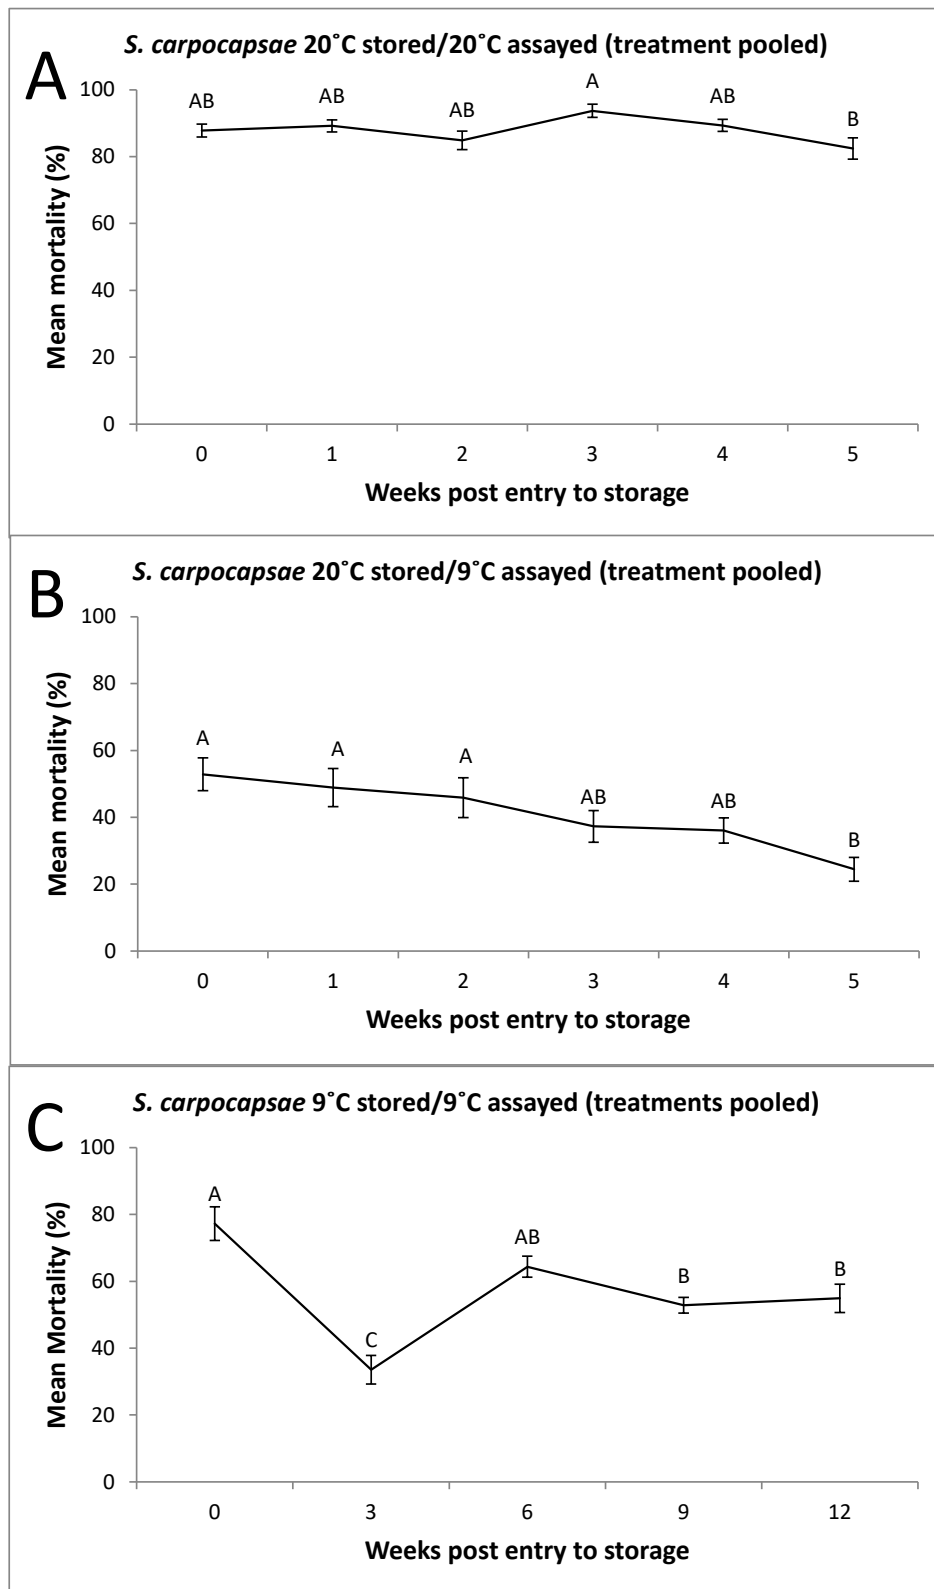 A
S. carpocapsae 20˚C stored/20˚C assayed (treatment pooled)
Mean mortality (%)
100
80
60
40
20
0
AB
AB
AB
A
AB
B
0 1 2 3 4 5
Weeks post entry to storage
B
S. carpocapsae 20˚C stored/9˚C assayed (treatment pooled)
Mean mortality (%)
100
80
60
40
20
0
A
A
A
AB
AB
B
0 1 2 3 4 5
Weeks post entry to storage
C
S. carpocapsae 9˚C stored/9˚C assayed (treatments pooled)
Mean Mortality (%)
100
80
60
40
20
0
A
C
AB
B
B
0 3 6 9 12
Weeks post entry to storage